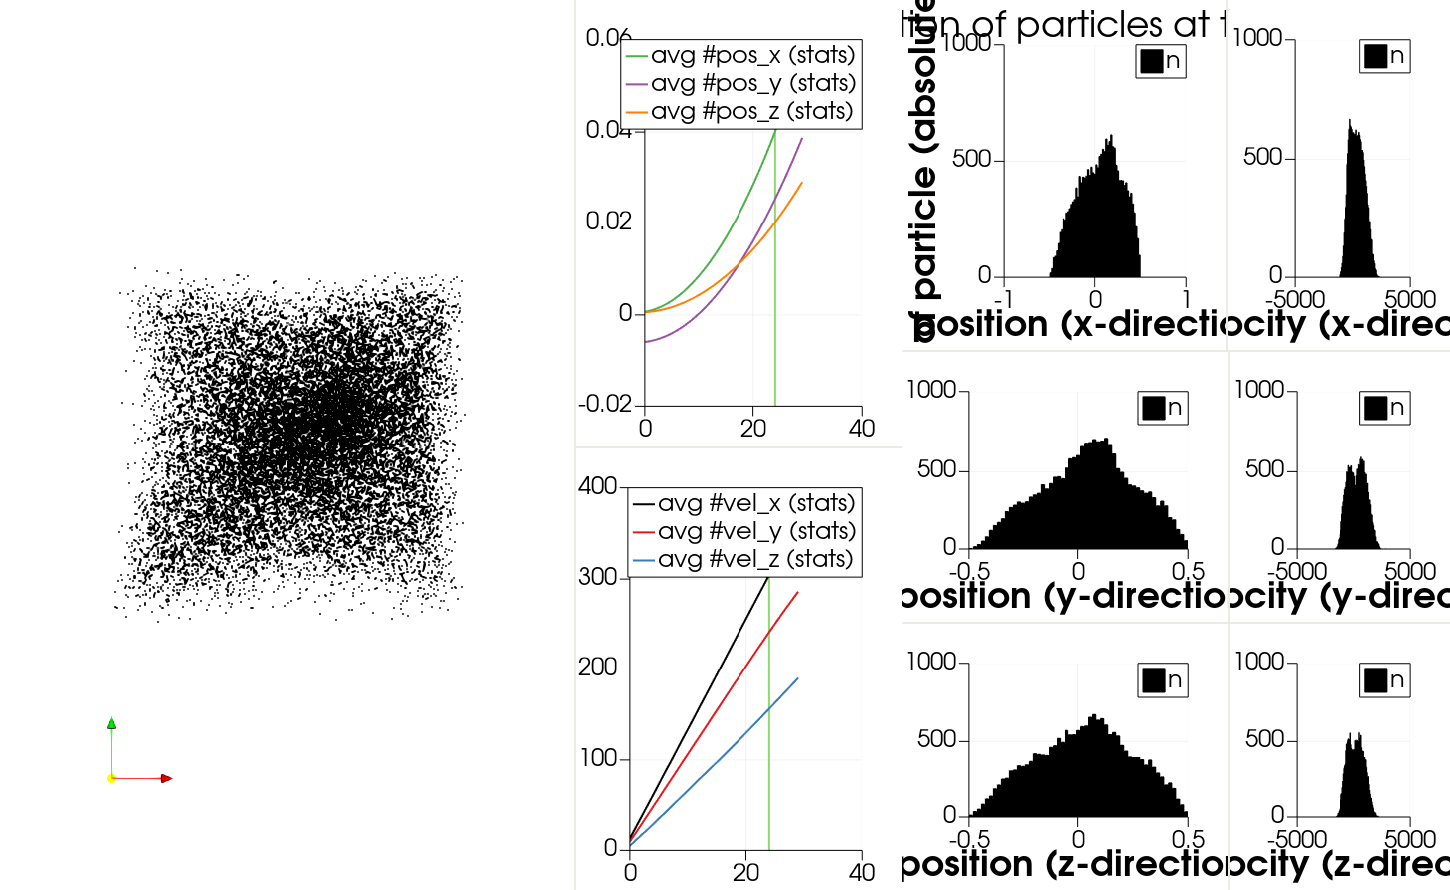 0.06
avg #pos_x (stats)
avg #pos_y (stats)
avg #pos_z (stats)
0.04
0.02
0
-0.02
0
20
40
400
avg #vel_x (stats)
avg #vel_y (stats)
avg #vel_z (stats)
300
200
100
0
0
20
40
of particles at
particle (absolute
1000
n
500
0
-1
0
1
position (x-directio
1000
n
500
0
-5000
5000
ocity (x-direc
1000
n
500
0
-0.5
0
0.5
position (y-directio
1000
n
500
0
-5000
5000
ocity (y-direc
1000
n
500
0
-0.5
0
0.5
position (z-directio
1000
n
500
0
-5000
5000
ocity (z-direc